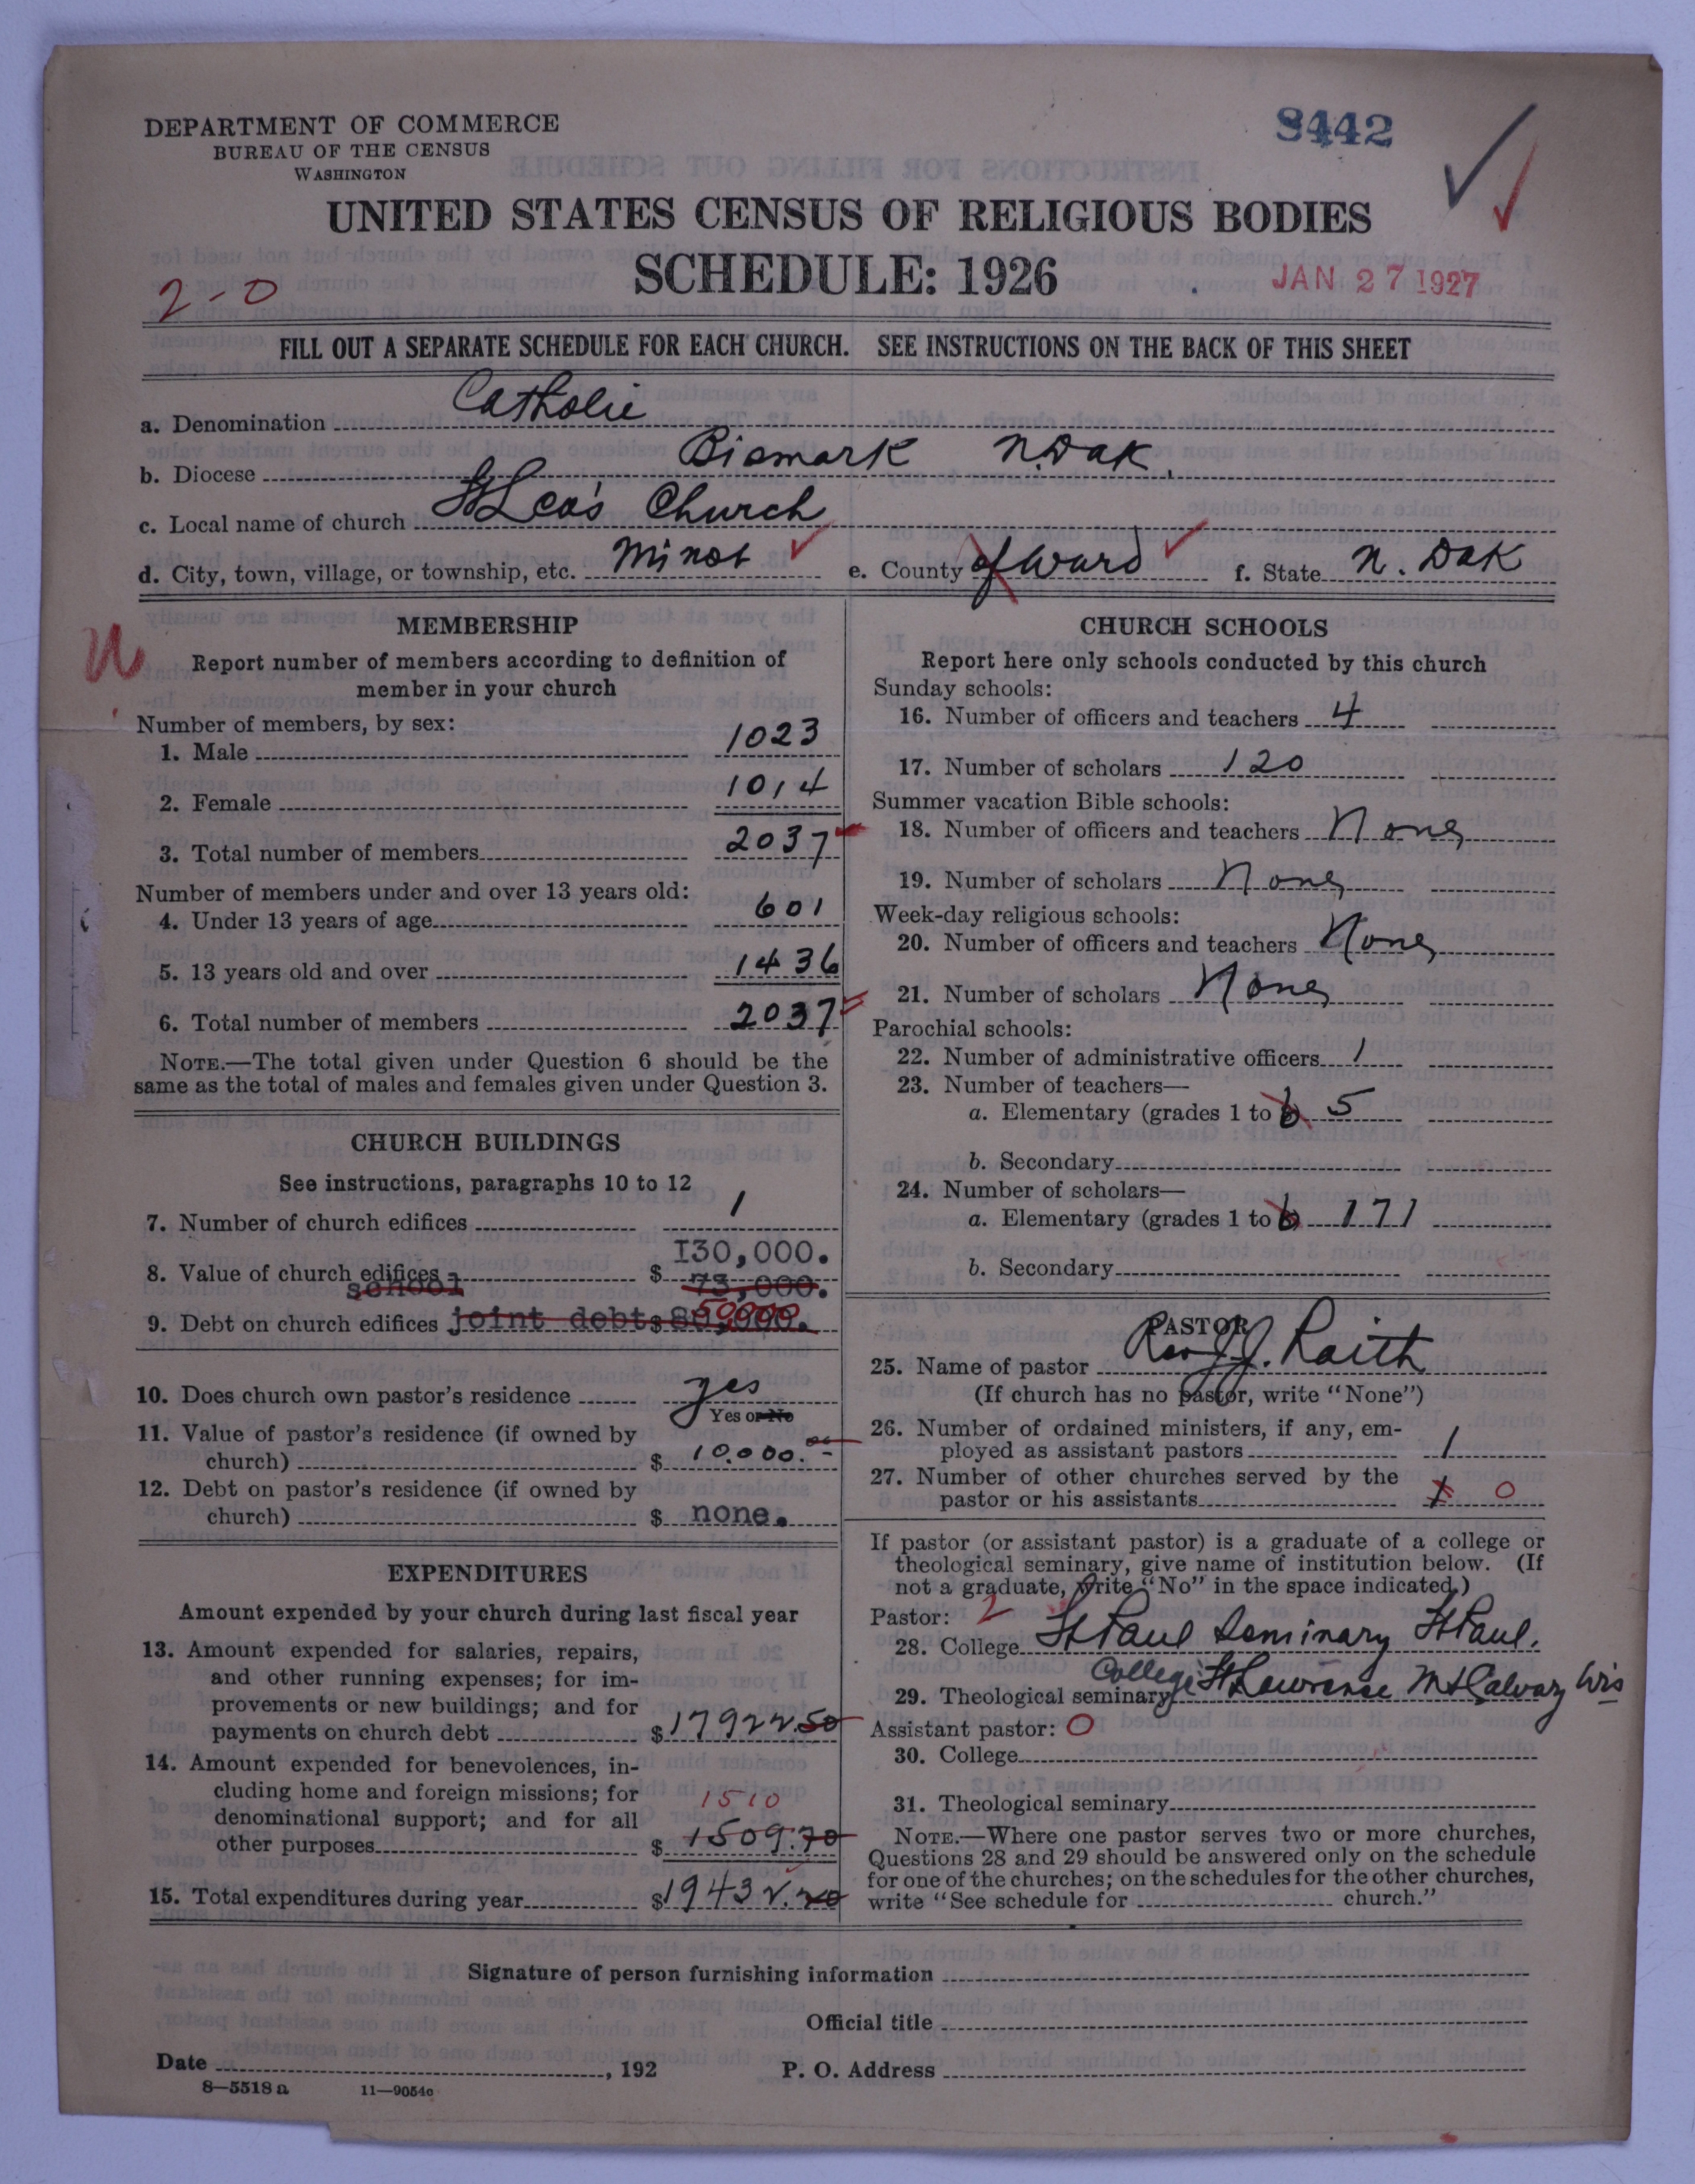 DEPARTMENT OF COMMERCE
BUREAU OF THE CENSUS
WASHINGTON
8442
UNITED STATES CENSUS OF RELIGIOUS BODIES
SCHEDULE: 1926
JAN 27 1927
2-0
FILL OUT A SEPARATE SCHEDULE FOR EACH CHURCH. SEE INSTRUCTIONS ON THE BACK OF THIS SHEET
a. Denomination Catholic
b. Diocese Bismark N.Dak.
c. Local name of church St Leo's Church
d. City, town, village, or township, etc. Minot e. County of Ward f. State N. Dak
MEMBERSHIP
Report number of members according to definition of
member in your church
Number of members, by sex:
1. Male 1023
2. Female 1014
3. Total number of members 2037
Number of members under and over 13 years old:
4. Under 13 years of age 601
5. 13 years old and over 1436
6. Total number of members 2037
NOTE.—The total given under Question 6 should be the
same as the total of males and females given under Question 3.
CHURCH BUILDINGS
See instructions, paragraphs 10 to 12
7. Number of church edifices 1
130,000.
8. Value of church edifices $ 73,000.
school
9. Debt on church edifices joint debt $
10. Does church own pastor's residence yes
Yes or No
11. Value of pastor's residence (if owned by
church) $ 10.000.
12. Debt on pastor's residence (if owned by
church) $ none.
EXPENDITURES
Amount expended by your church during last fiscal year
13. Amount expended for salaries, repairs,
and other running expenses; for im-
provements or new buildings; and for
payments on church debt $ 17922.50
14. Amount expended for benevolences, in-
cluding home and foreign missions; for
denominational support; and for all 1510
other purposes $ 1509.70
15. Total expenditures during year $ 19432.20
CHURCH SCHOOLS
Report here only schools conducted by this church
Sunday schools:
16. Number of officers and teachers 4
17. Number of scholars 120
Summer vacation Bible schools:
18. Number of officers and teachers None
19. Number of scholars None
Week-day religious schools:
20. Number of officers and teachers None
21. Number of scholars None
Parochial schools:
22. Number of administrative officers 1
23. Number of teachers—
a. Elementary (grades 1 to 5
b. Secondary
24. Number of scholars—
a. Elementary (grades 1 to 171
b. Secondary
PASTOR
25. Name of pastor Rev J.J. Raith
(If church has no pastor, write "None")
26. Number of ordained ministers, if any, em-
ployed as assistant pastors 1
27. Number of other churches served by the
pastor or his assistants 0
If pastor (or assistant pastor) is a graduate of a college or
theological seminary, give name of institution below. (If
not a graduate, write "No" in the space indicated.)
Pastor: 2
28. College St Paul Seminary St Paul.
29. Theological seminary College St Lawrense Mt Calvary Wis
Assistant pastor: 0
30. College
31. Theological seminary
NOTE.—Where one pastor serves two or more churches,
Questions 28 and 29 should be answered only on the schedule
for one of the churches; on the schedules for the other churches,
write "See schedule for church."
Signature of person furnishing information
Official title
Date , 192 P. O. Address
8—5518 a 11—9054c